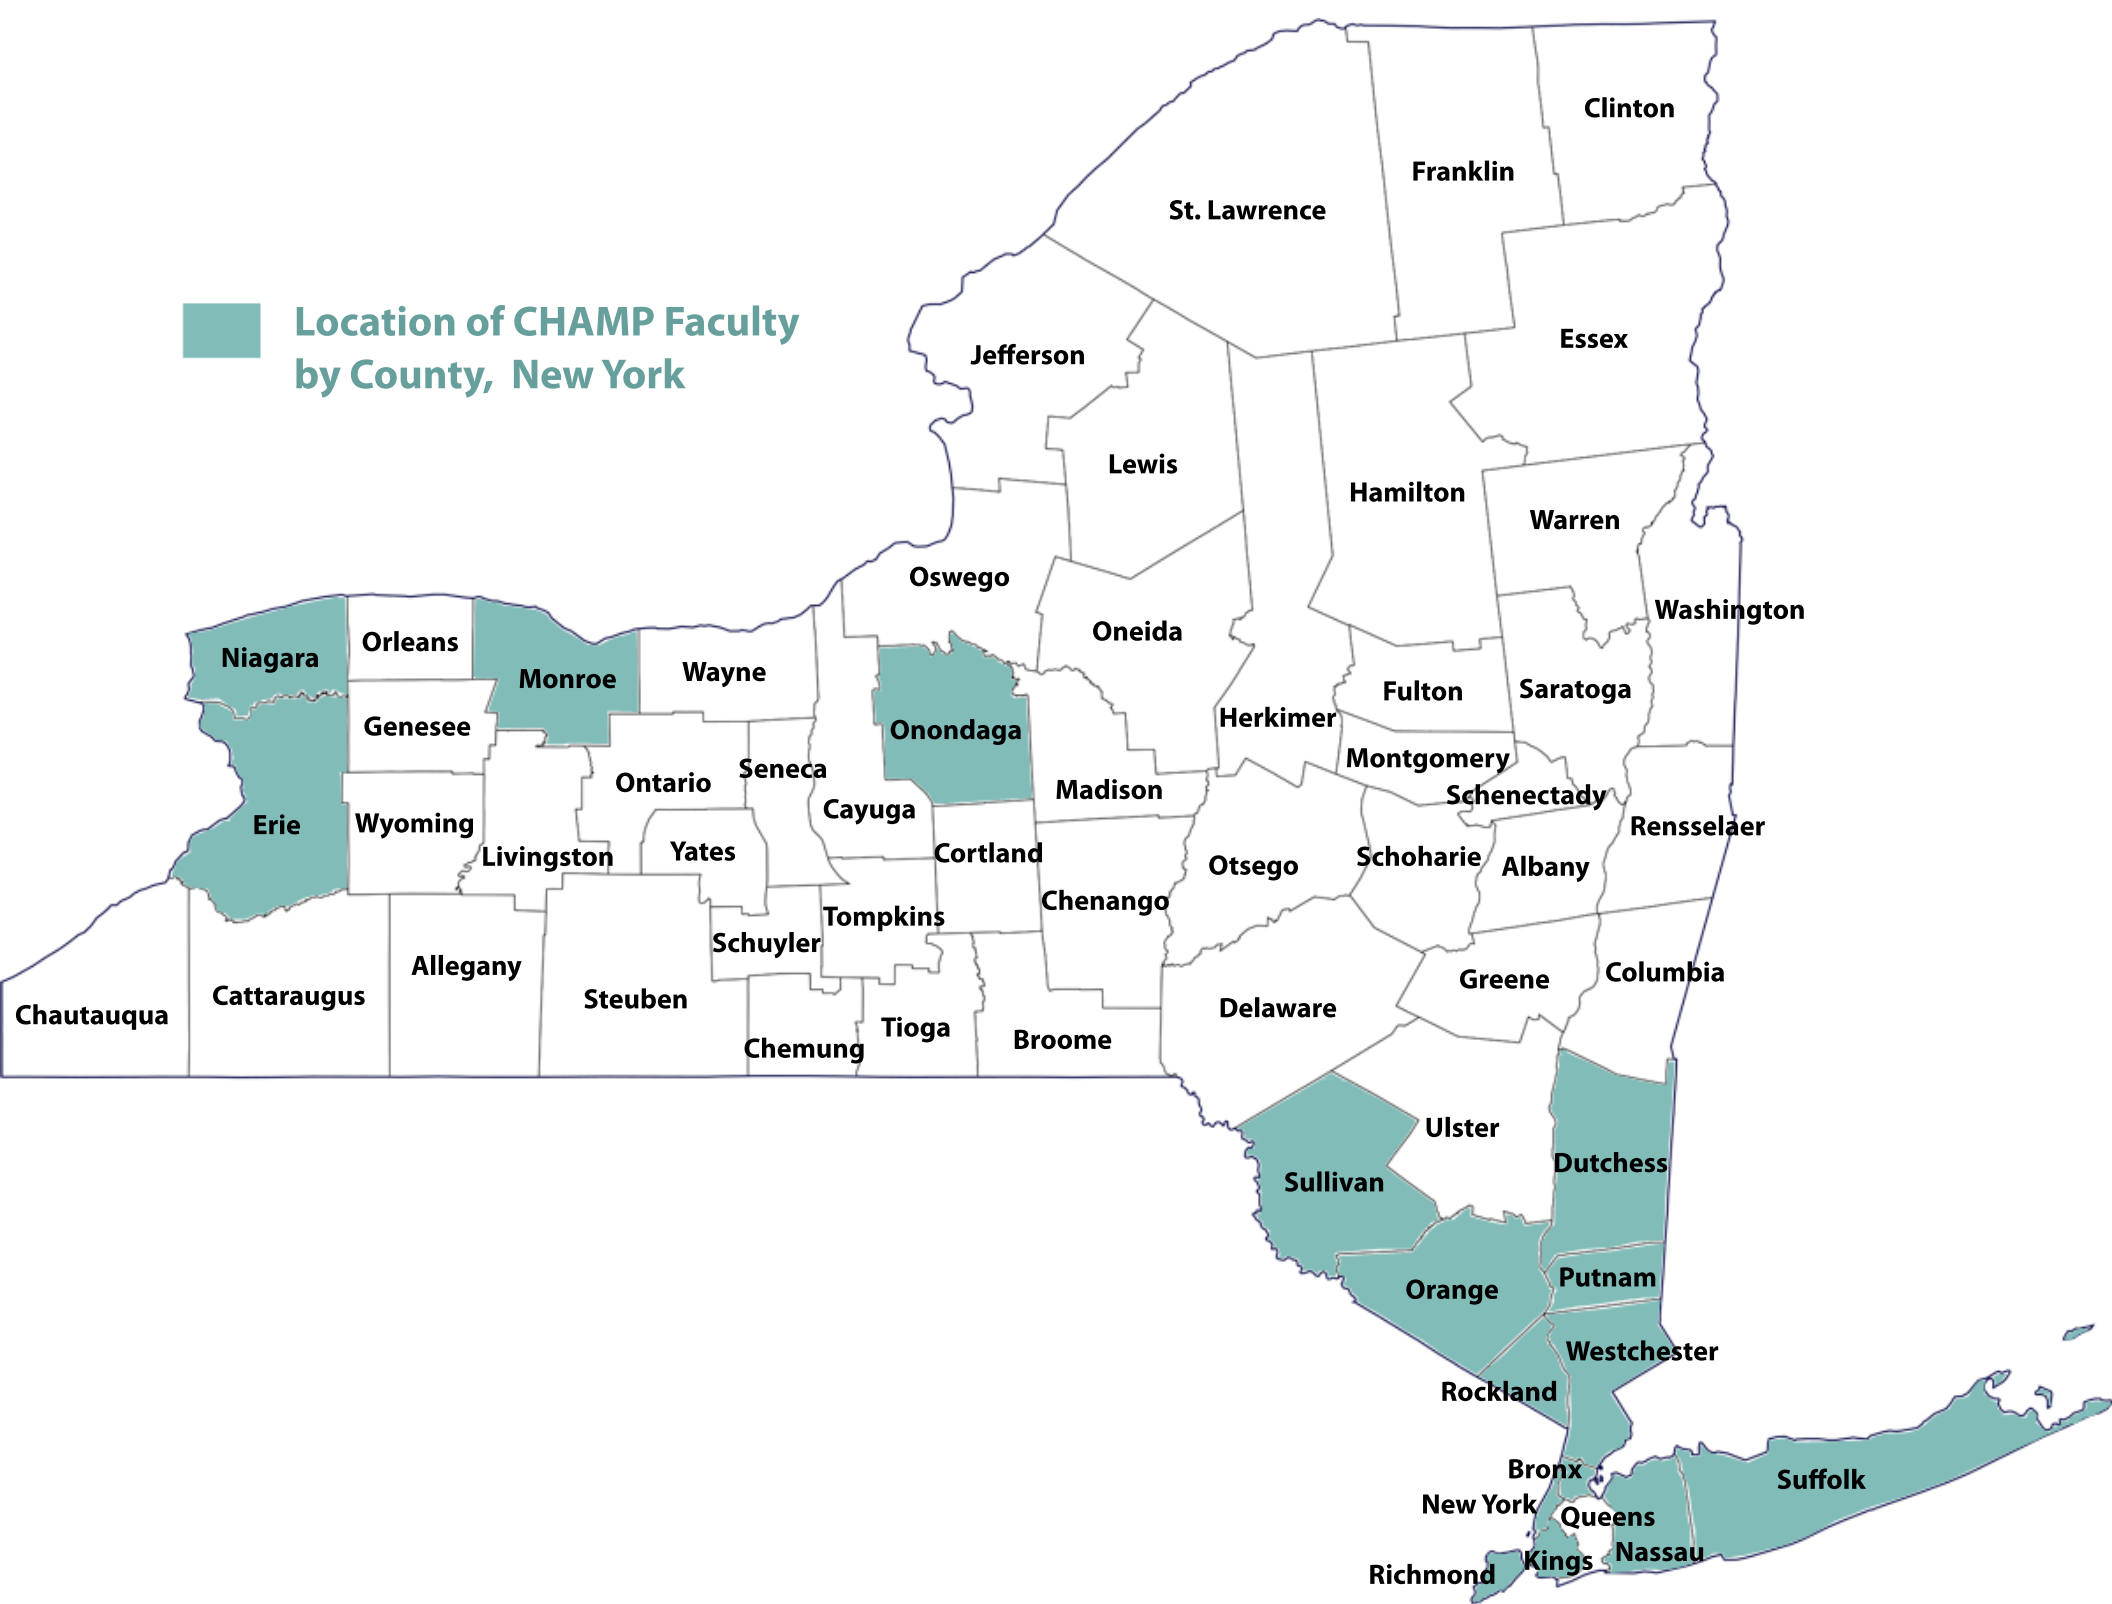 Clinton
Franklin
St. Lawrence
Location of CHAMP Faculty
by County, New York
Essex
Jefferson
Lewis
Hamilton
Warren
Oswego
Washington
Oneida
Orleans
Niagara
Wayne
Monroe
Fulton
Saratoga
Herkimer
Genesee
Onondaga
Montgomery
Seneca
Ontario
Madison
Schenectady
Cayuga
Wyoming
Erie
Rensselaer
Yates
Cortland
Livingston
Schoharie
Otsego
Albany
Chenango
Tompkins
Schuyler
Allegany
Columbia
Greene
Cattaraugus
Steuben
Delaware
Chautauqua
Tioga
Broome
Chemung
Ulster
Dutchess
Sullivan
Putnam
Orange
Westchester
Rockland
Bronx
Suffolk
New York
Queens
Nassau
Kings
Richmond